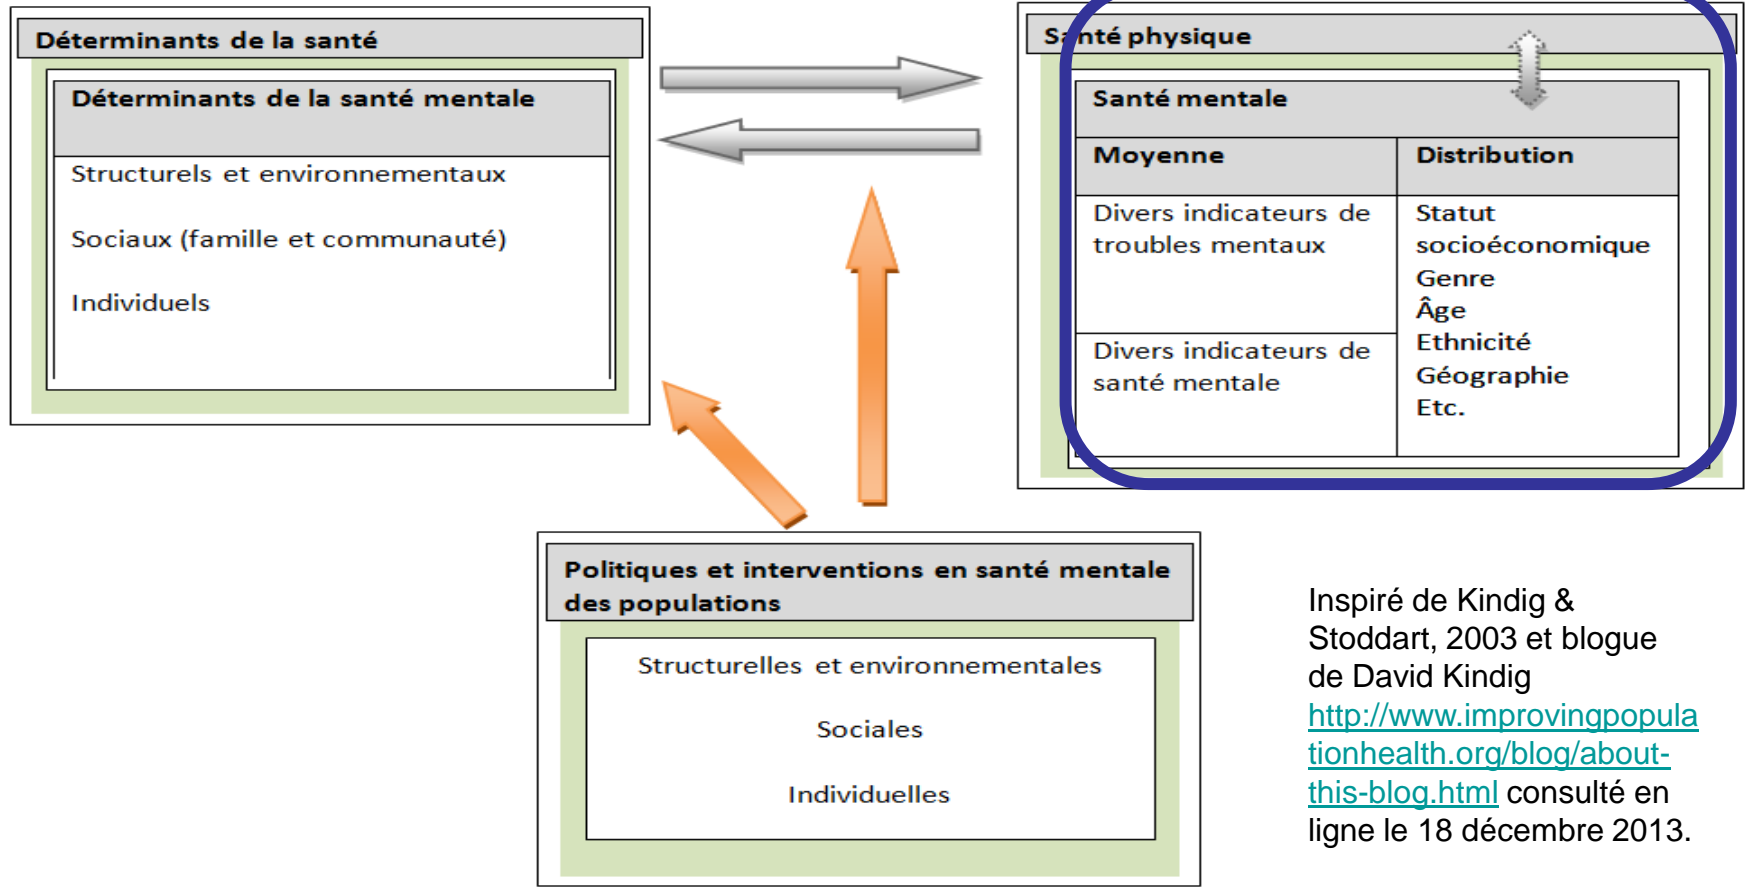 Déterminants de la santé
Déterminants de la santé mentale
Structurels et environnementaux
Sociaux (famille et communauté)
Individuels
Santé physique
Santé mentale
Moyenne
Distribution
Divers indicateurs de
troubles mentaux
Divers indicateurs de
santé mentale
Statut
socioéconomique
Genre
Âge
Ethnicité
Géographie
Etc.
Politiques et interventions en santé mentale
des populations
Structurelles et environnementales
Sociales
Individuelles
Inspiré de Kindig &
Stoddart, 2003 et blogue
de David Kindig
http://www.improvingpopula
tionhealth.org/blog/about-
this-blog.html consulté en
ligne le 18 décembre 2013.